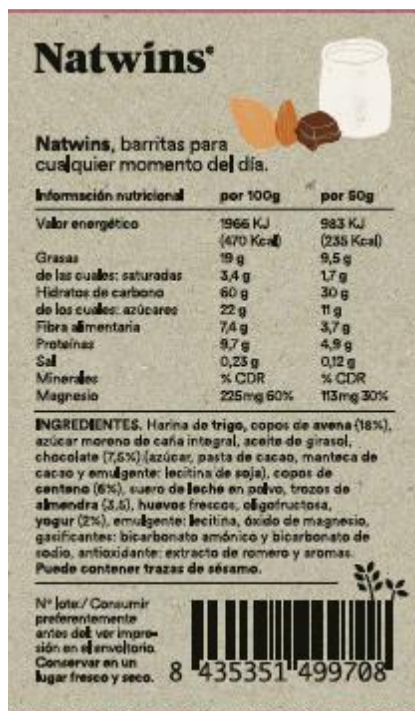 Natwins®
Natwins, barritas para
cualquier momento del día.
Información nutricional por 100g por 50g
Valor energético 1966 KJ 983 KJ
(470 Kcal) (235 Kcal)
Grasas 19 g 9,5 g
de las cuales: saturadas 3,4 g 1,7 g
Hidratos de carbono 60 g 30 g
de los cuales: azúcares 22 g 11 g
Fibra alimentaria 7,4 g 3,7 g
Proteínas 9,7 g 4,9 g
Sal 0,23 g 0,12 g
Minerales % CDR % CDR
Magnesio 225mg 60% 113mg 30%
INGREDIENTES. Harina de trigo, copos de avena (18%),
azúcar moreno de caña integral, aceite de girasol,
chocolate (7,5%) (azúcar, pasta de cacao, manteca de
cacao y emulgente: lecitina de soja), copos de
centeno (6%), suero de leche en polvo, trozos de
almendra (3,5), huevos frescos, oligofructosa,
yogur (2%), emulgente: lecitina, óxido de magnesio,
gasificantes: bicarbonato amónico y bicarbonato de
sodio, antioxidante: extracto de romero y aromas.
Puede contener trazas de sésamo.
Nº lote./ Consumir
preferentemente
antes del: ver impre-
sión en el envoltorio.
Conservar en un
lugar fresco y seco.
8 435351 499708